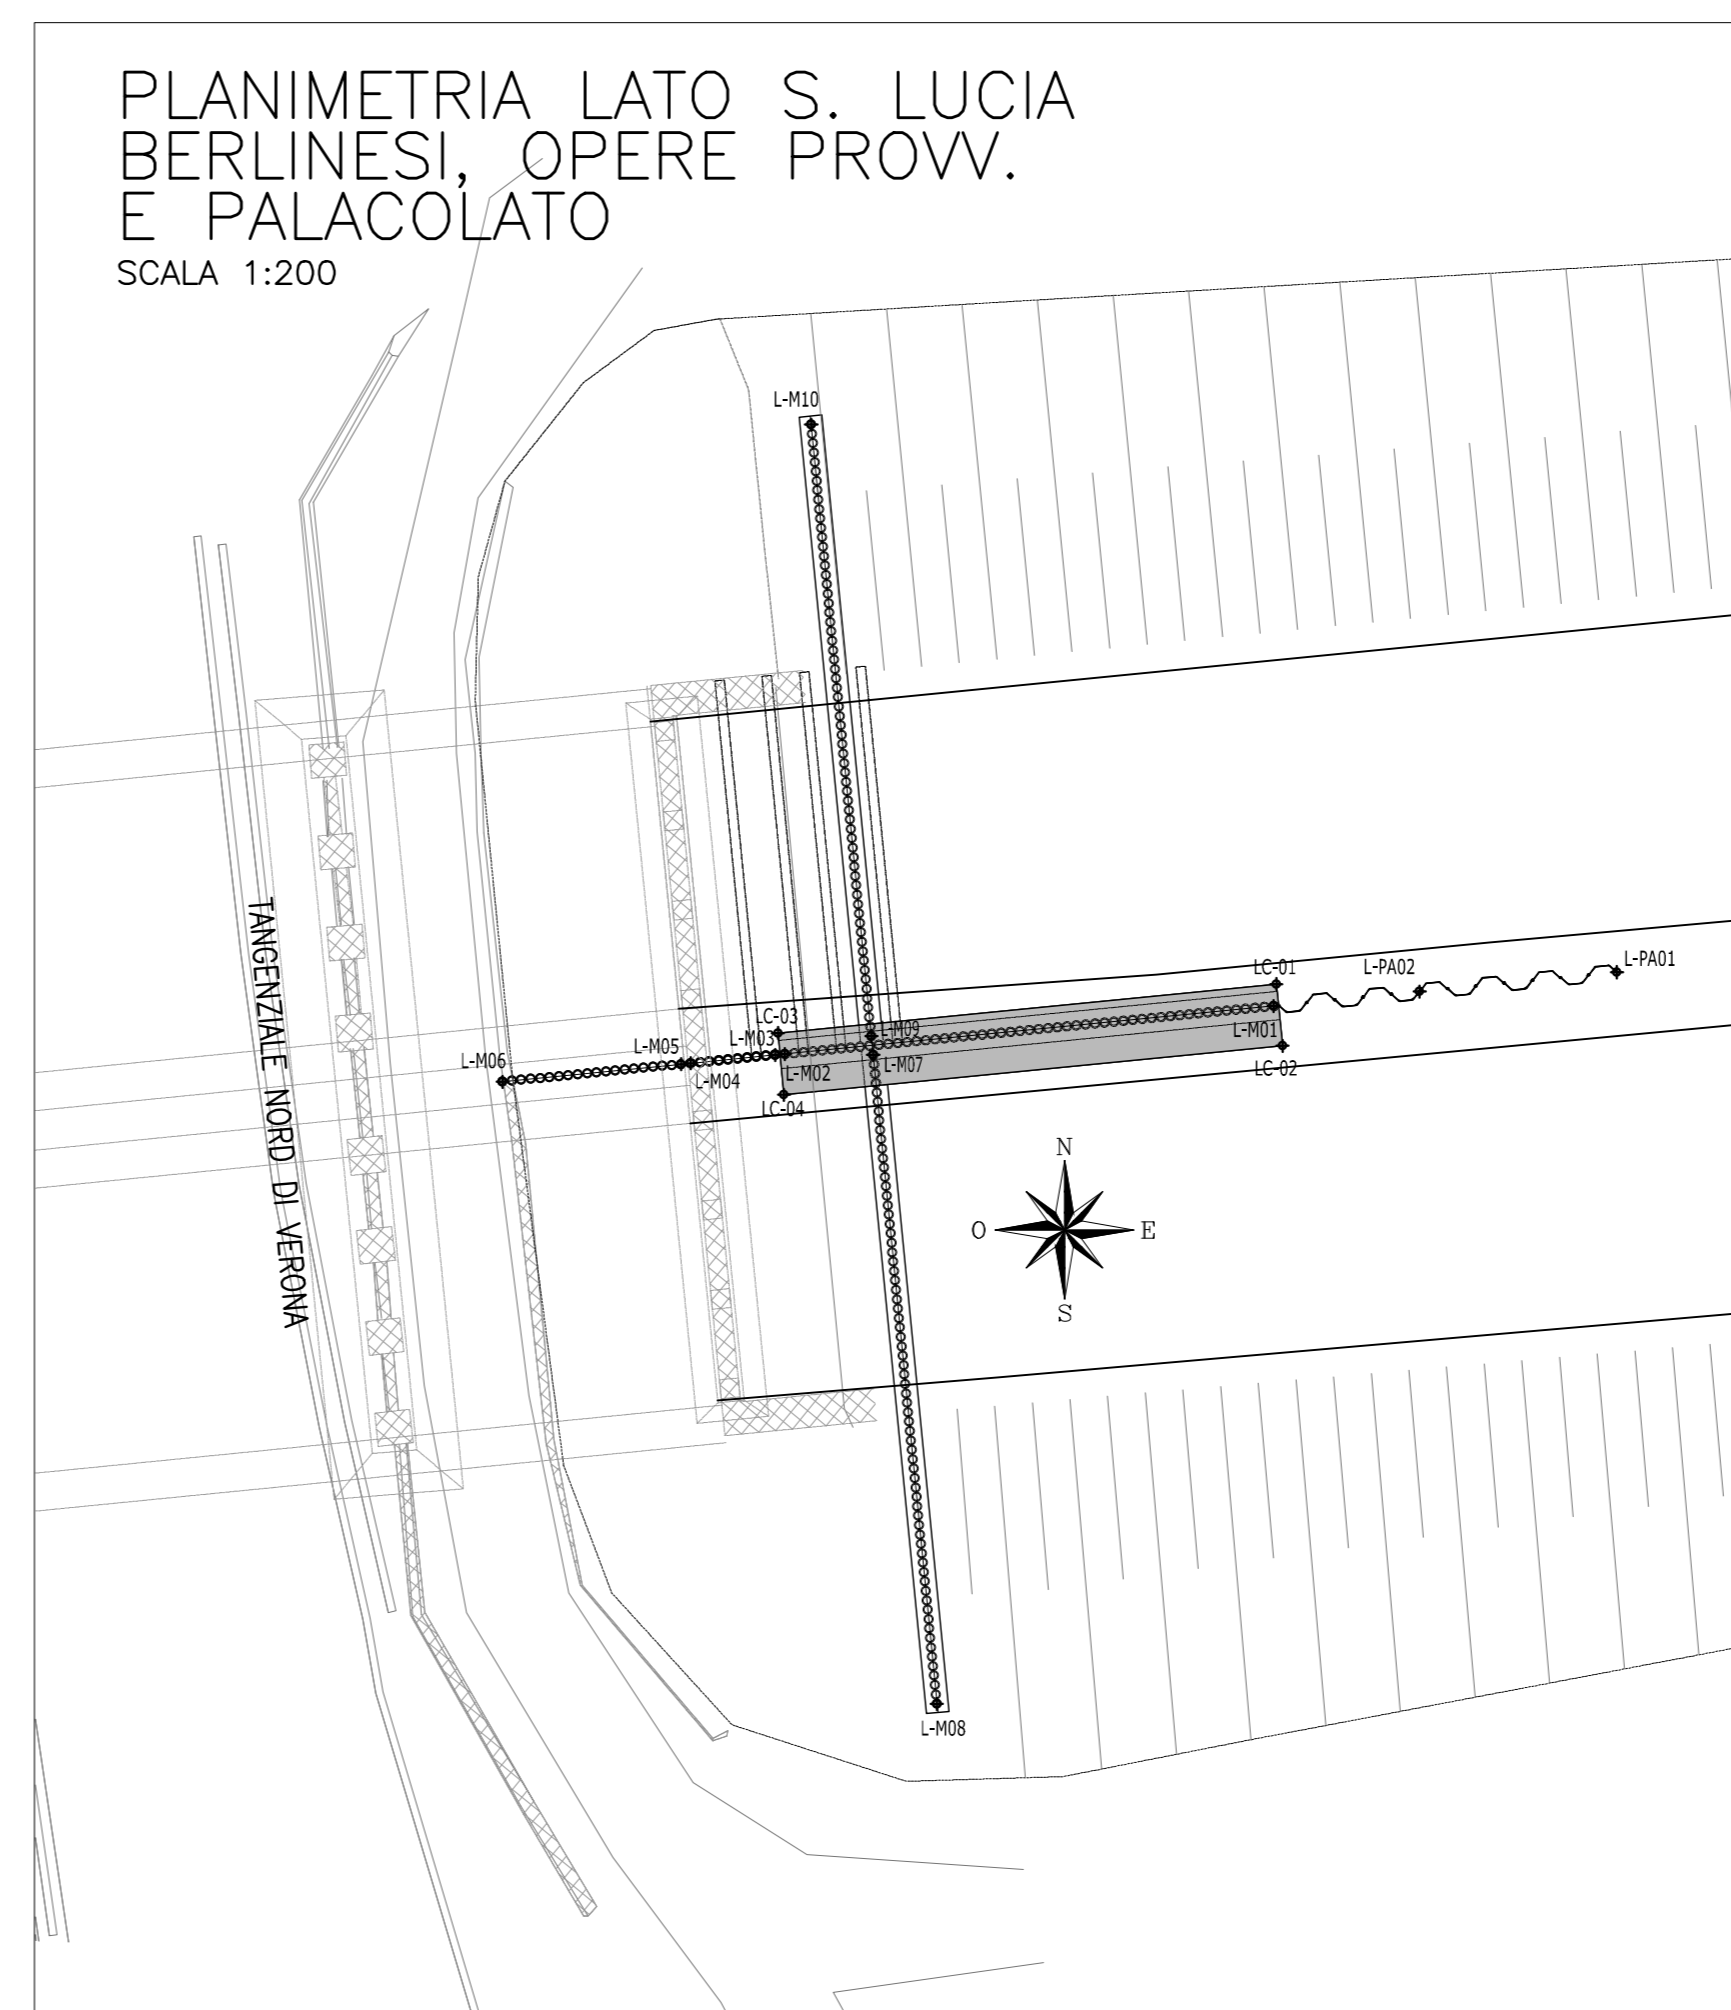 PLANIMETRIA LATO S. LUCIA
BERLINESI, OPERE PROVV.
E PALACOLATO
SCALA 1:200
L-M10
TANGENZIALE NORD DI VERONA
LC-01
L-PA02
L-PA01
LC-03
L-M09
L-M01
L-M03
L-M05
L-M06
L-M07
L-M02
L-M04
LC-02
LC-04
N
O
E
S
L-M08